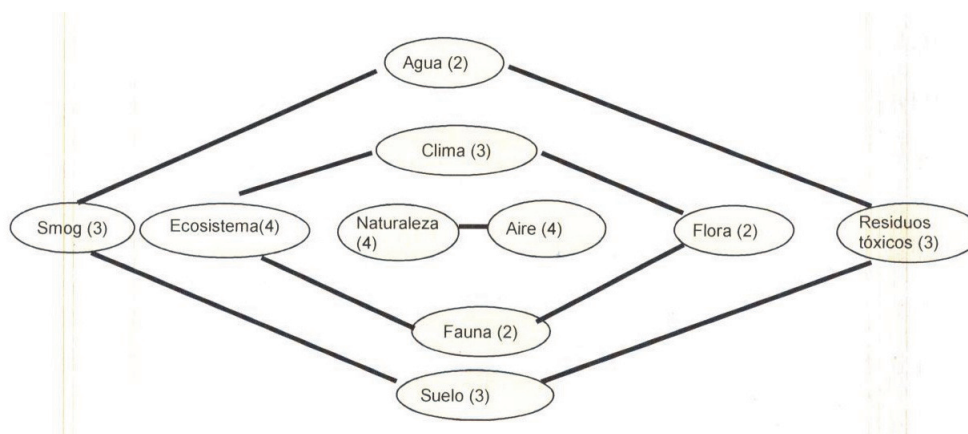 Agua (2)
Clima (3)
Smog (3)
Ecosistema(4)
Naturaleza
(4)
Aire (4)
Flora (2)
Residuos
tóxicos (3)
Fauna (2)
Suelo (3)